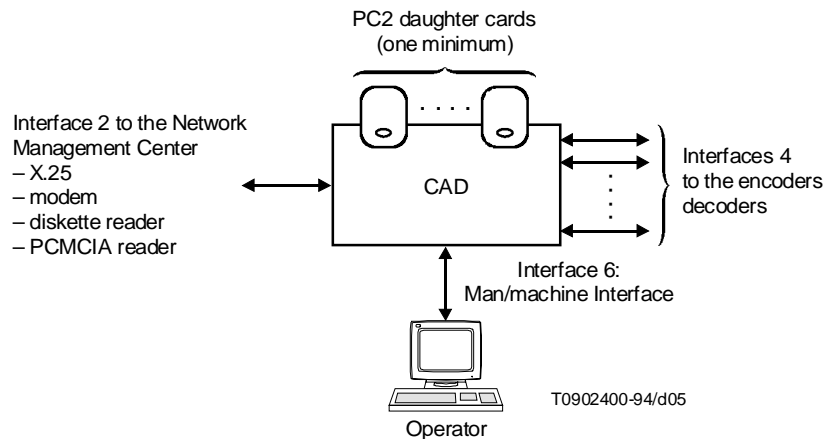 PC2 daughter cards
(one minimum)
Interface 2 to the Network
Management Center
– X.25
– modem
– diskette reader
– PCMCIA reader
CAD
Interfaces 4
to the encoders
decoders
Interface 6:
Man/machine Interface
T0902400-94/d05
Operator